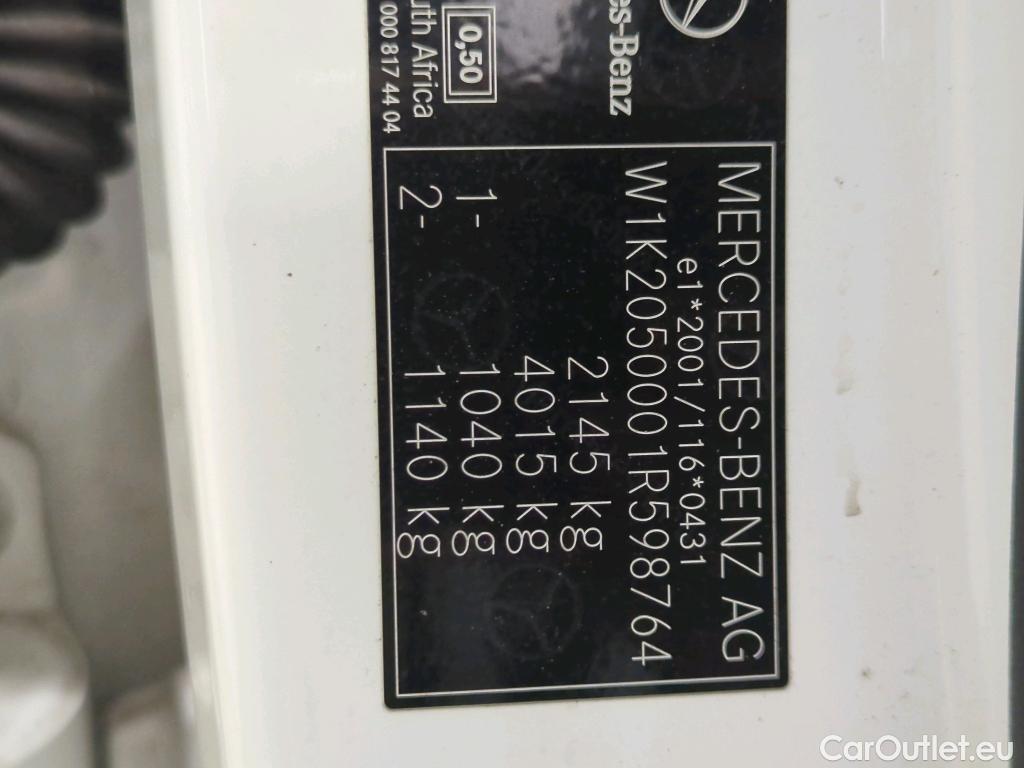 es-Benz
0,50
uth Africa
000 817 44 04
MERCEDES-BENZ AG
e1*2001/116*0431
W1K2050001R598764
2145 kg
4015 kg
1- 1040 kg
2- 1140 kg
CarOutlet.eu